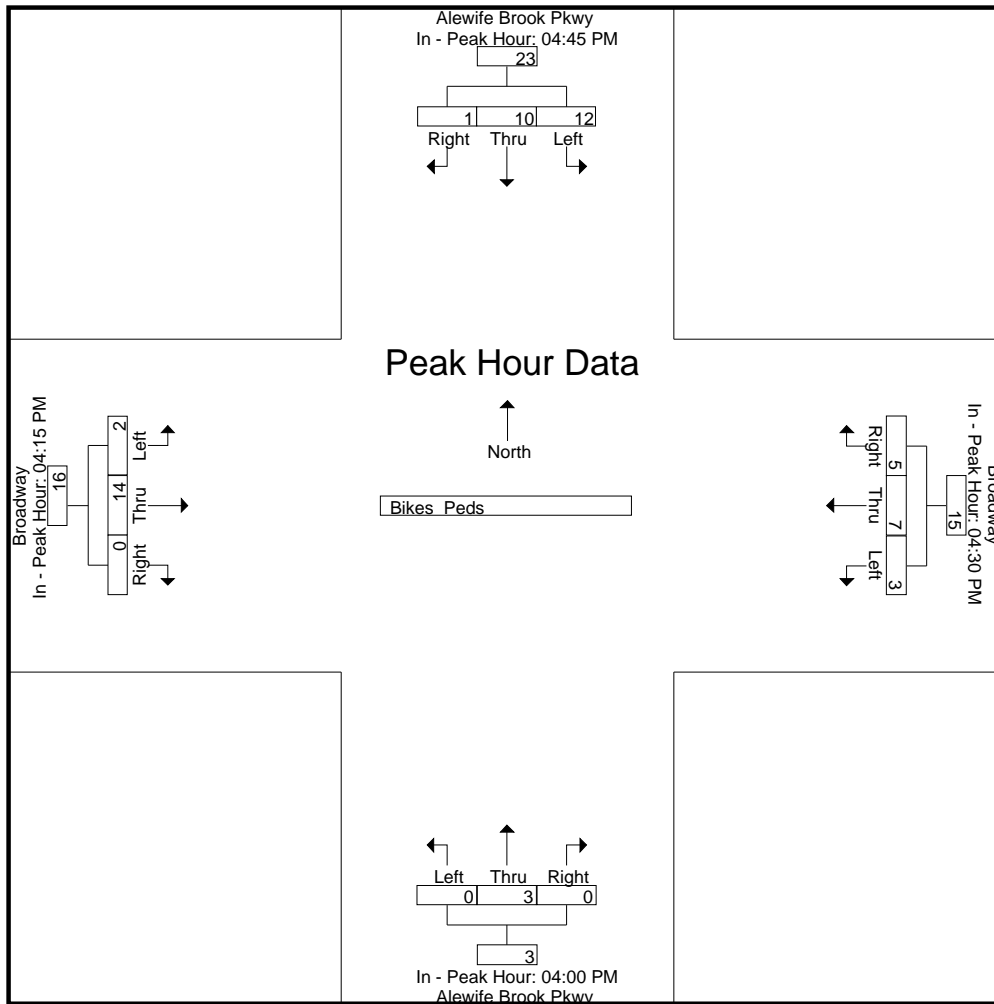 Alewife Brook Pkwy
In - Peak Hour: 04:45 PM
23
1 10 12
Right Thru Left
Peak Hour Data
North
Bikes Peds
Broadway
In - Peak Hour: 04:15 PM
16
2 14 0
Left Thru Right
Broadway
In - Peak Hour: 04:30 PM
15
5 7 3
Right Thru Left
Left Thru Right
0 3 0
3
In - Peak Hour: 04:00 PM
Alewife Brook Pkwy